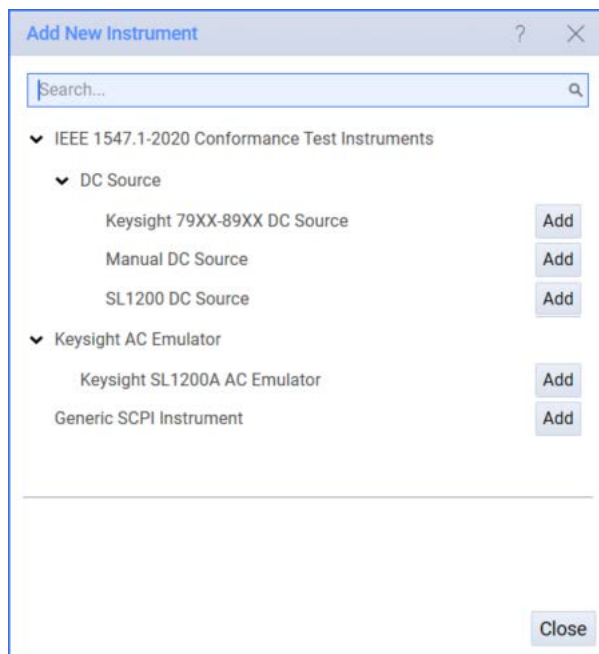 Add New Instrument ?
Search...
IEEE 1547.1-2020 Conformance Test Instruments
DC Source
Keysight 79XX-89XX DC Source Add
Manual DC Source Add
SL1200 DC Source Add
Keysight AC Emulator
Keysight SL1200A AC Emulator Add
Generic SCPI Instrument Add
Close